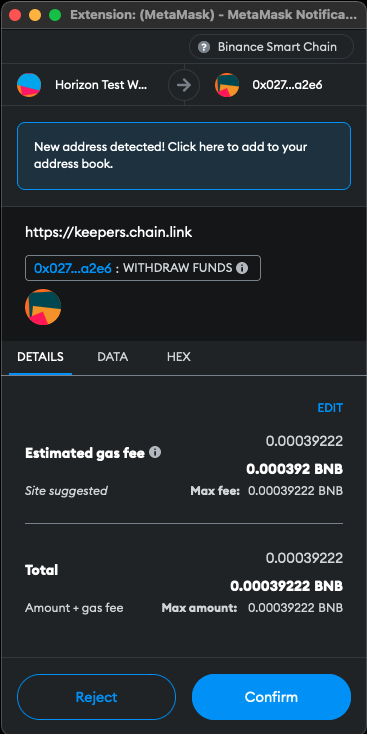 Extension: (MetaMask) - MetaMask Notifica...
? Binance Smart Chain
Horizon Test W... 0x027...a2e6
New address detected! Click here to add to your
address book.
https://keepers.chain.link
0x027...a2e6 : WITHDRAW FUNDS i
DETAILS DATA HEX
EDIT
0.00039222
Estimated gas fee i
0.000392 BNB
Site suggested Max fee: 0.00039222 BNB
0.00039222
Total
0.00039222 BNB
Amount + gas fee Max amount: 0.00039222 BNB
Reject Confirm